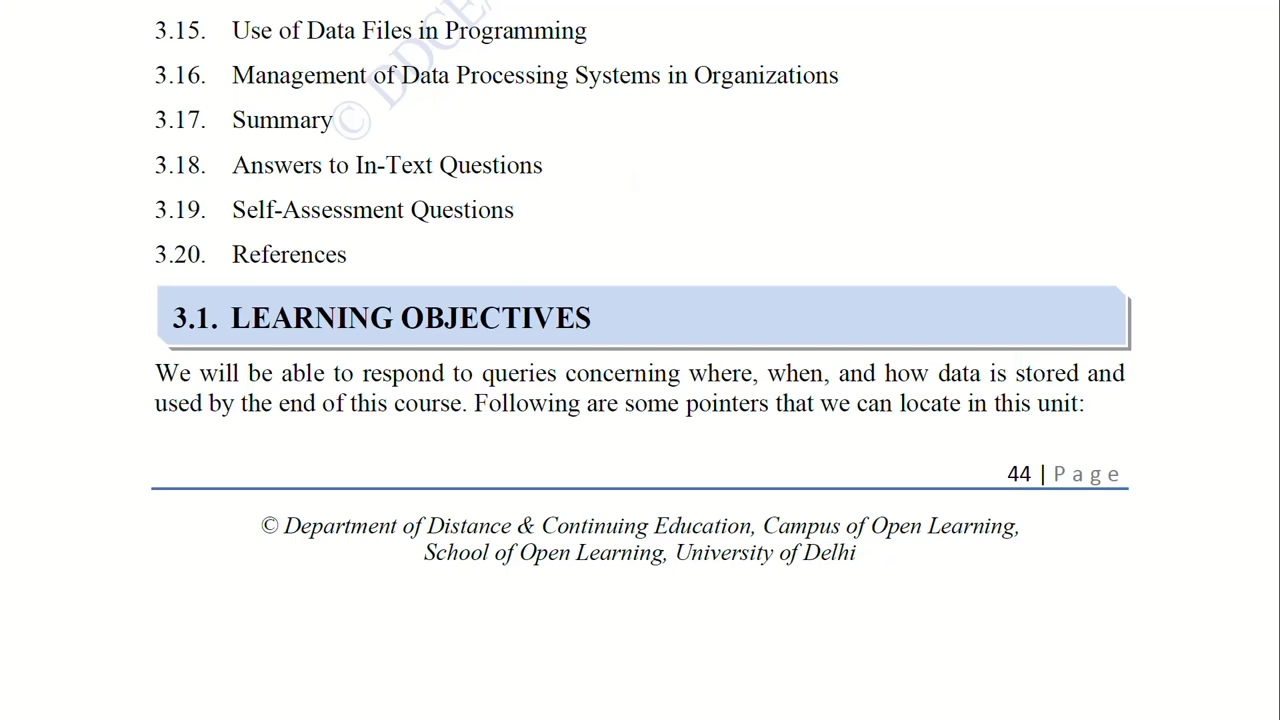 3.15. Use of Data Files in Programming
3.16. Management of Data Processing Systems in Organizations
3.17. Summary
3.18. Answers to In-Text Questions
3.19. Self-Assessment Questions
3.20. References
3.1. LEARNING OBJECTIVES
We will be able to respond to queries concerning where, when, and how data is stored and
used by the end of this course. Following are some pointers that we can locate in this unit:
44 | Page
© Department of Distance & Continuing Education, Campus of Open Learning,
School of Open Learning, University of Delhi